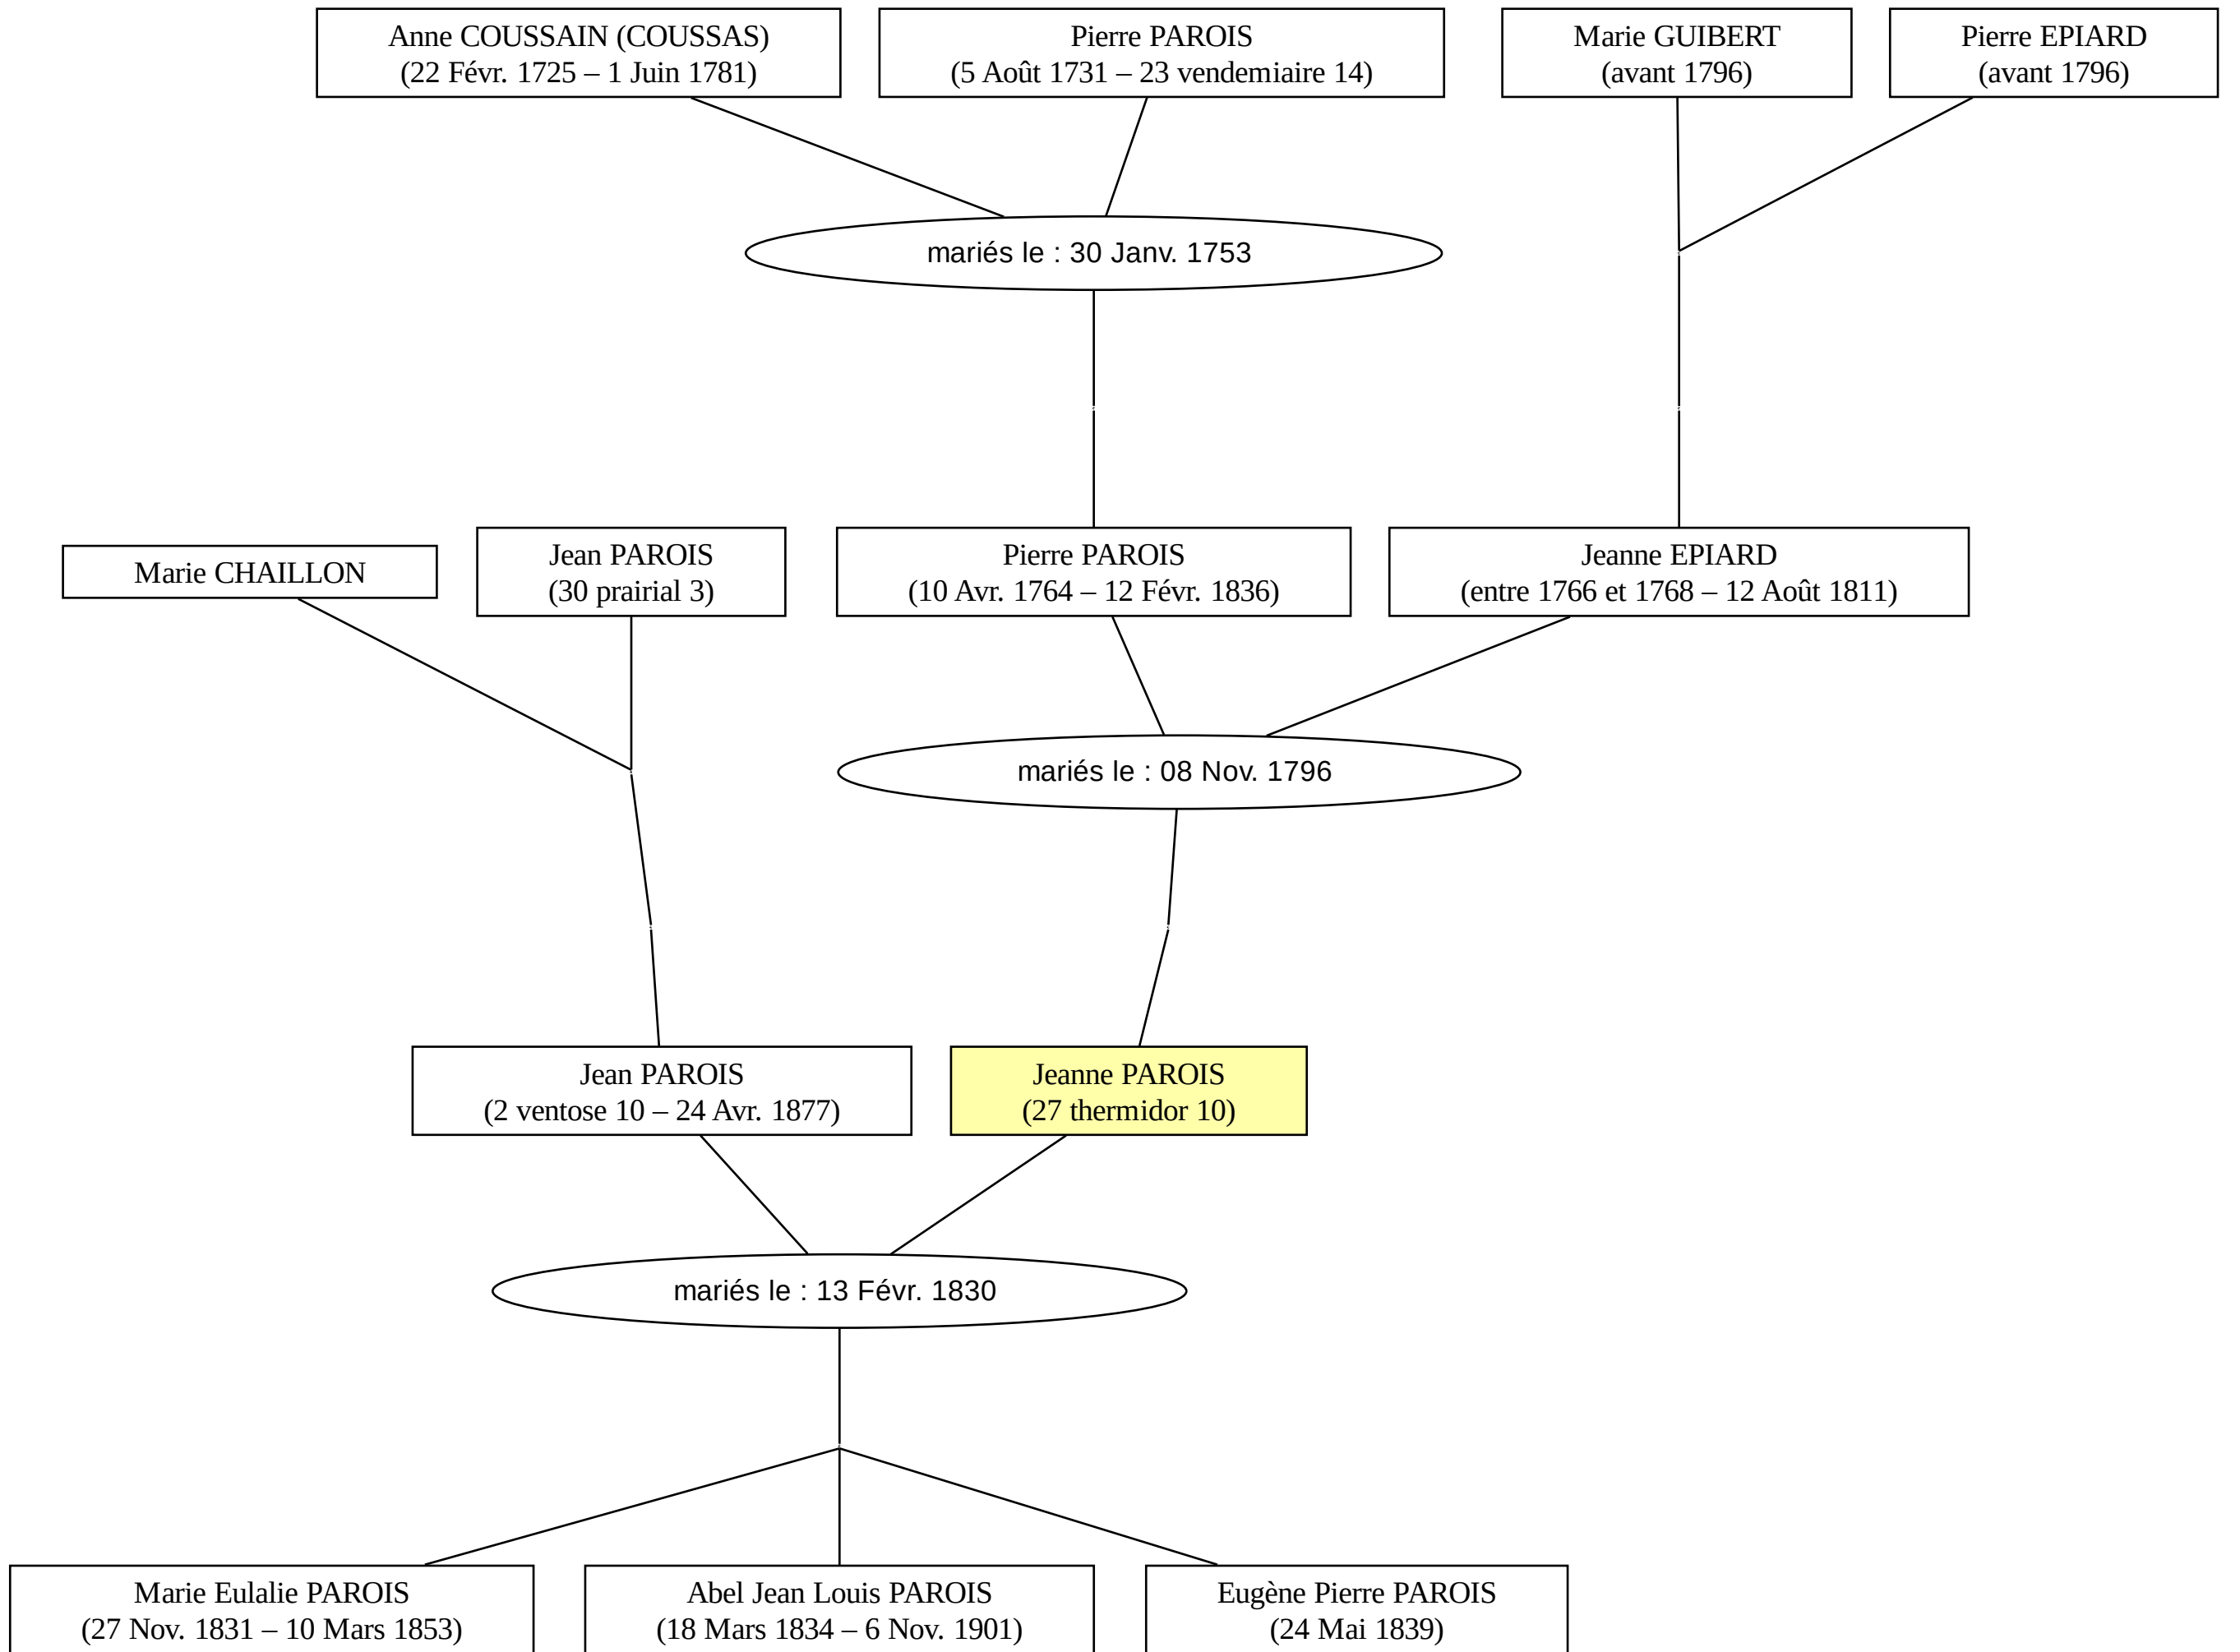 Anne COUSSAIN (COUSSAS)
(22 Févr. 1725 – 1 Juin 1781)
Pierre PAROIS
(5 Août 1731 – 23 vendemiaire 14)
Marie GUIBERT
(avant 1796)
Pierre EPIARD
(avant 1796)
mariés le : 30 Janv. 1753
Marie CHAILLON
Jean PAROIS
(30 prairial 3)
Pierre PAROIS
(10 Avr. 1764 – 12 Févr. 1836)
Jeanne EPIARD
(entre 1766 et 1768 – 12 Août 1811)
mariés le : 08 Nov. 1796
Jean PAROIS
(2 ventose 10 – 24 Avr. 1877)
Jeanne PAROIS
(27 thermidor 10)
mariés le : 13 Févr. 1830
Marie Eulalie PAROIS
(27 Nov. 1831 – 10 Mars 1853)
Abel Jean Louis PAROIS
(18 Mars 1834 – 6 Nov. 1901)
Eugène Pierre PAROIS
(24 Mai 1839)